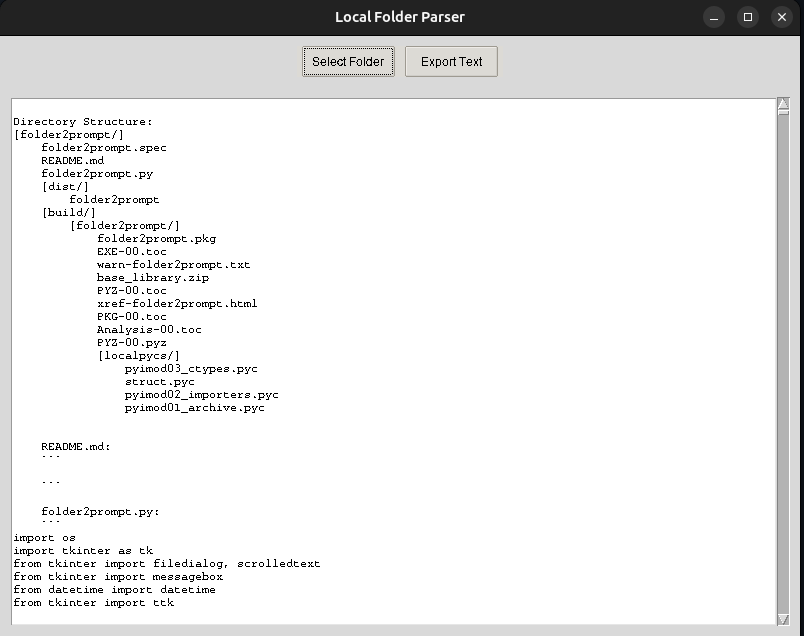 Local Folder Parser
Select Folder
Export Text
Directory Structure:
[folder2prompt/]
    folder2prompt.spec
    README.md
    folder2prompt.py
    [dist/]
        folder2prompt
    [build/]
        [folder2prompt/]
            folder2prompt.pkg
            EXE-00.toc
            warn-folder2prompt.txt
            base_library.zip
            PYZ-00.toc
            xref-folder2prompt.html
            PKG-00.toc
            Analysis-00.toc
            PYZ-00.pyz
            [localpycs/]
                pyimod03_ctypes.pyc
                struct.pyc
                pyimod02_importers.pyc
                pyimod01_archive.pyc
    README.md:
    ```
    ```
    folder2prompt.py:
    ```
import os
import tkinter as tk
from tkinter import filedialog, scrolledtext
from tkinter import messagebox
from datetime import datetime
from tkinter import ttk